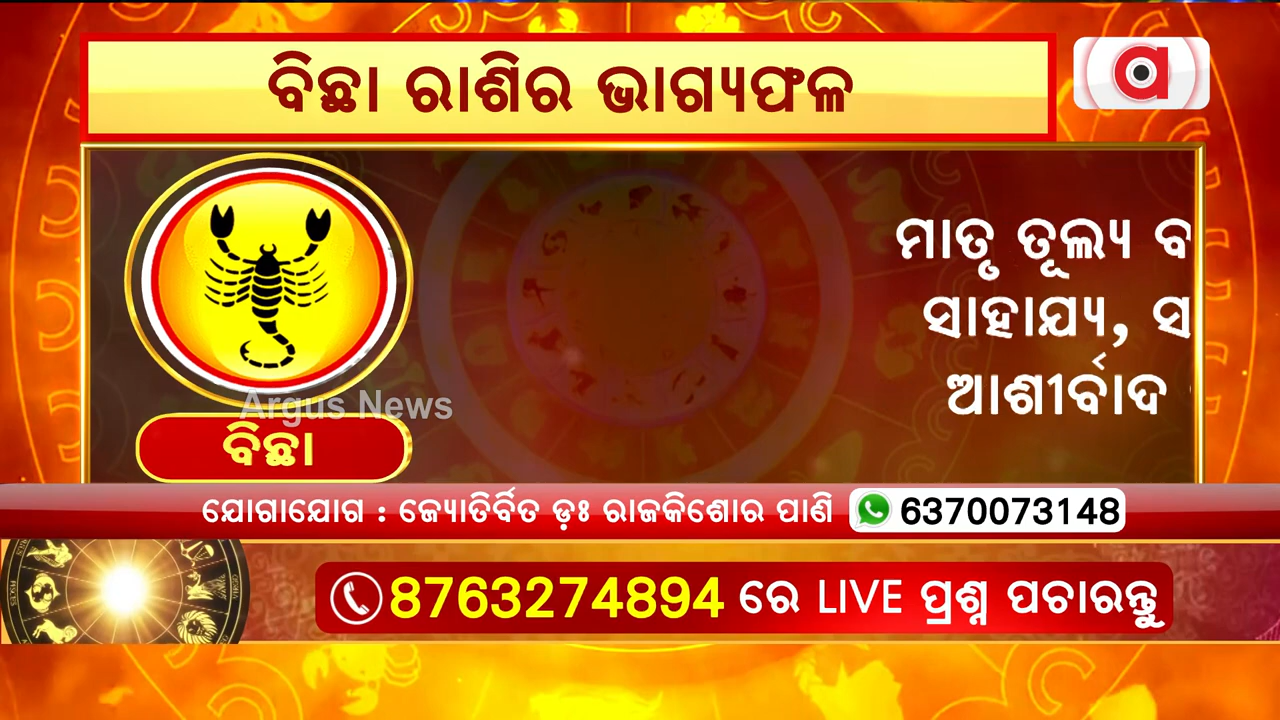 ବିଛା ରାଶିର ଭାଗ୍ୟଫଳ
ମାତୃ ତୂଲ୍ୟ ବ
ସାହାଯ୍ୟ, ସ
ଆଶୀର୍ବାଦ
Argus News
ବିଛା
ଯୋଗାଯୋଗ : ଜ୍ୟୋତିର୍ବିତ ଡ଼ଃ ରାଜକିଶୋର ପାଣି 6370073148
8763274894 ରେ LIVE ପ୍ରଶ୍ନ ପଚାରନ୍ତୁ